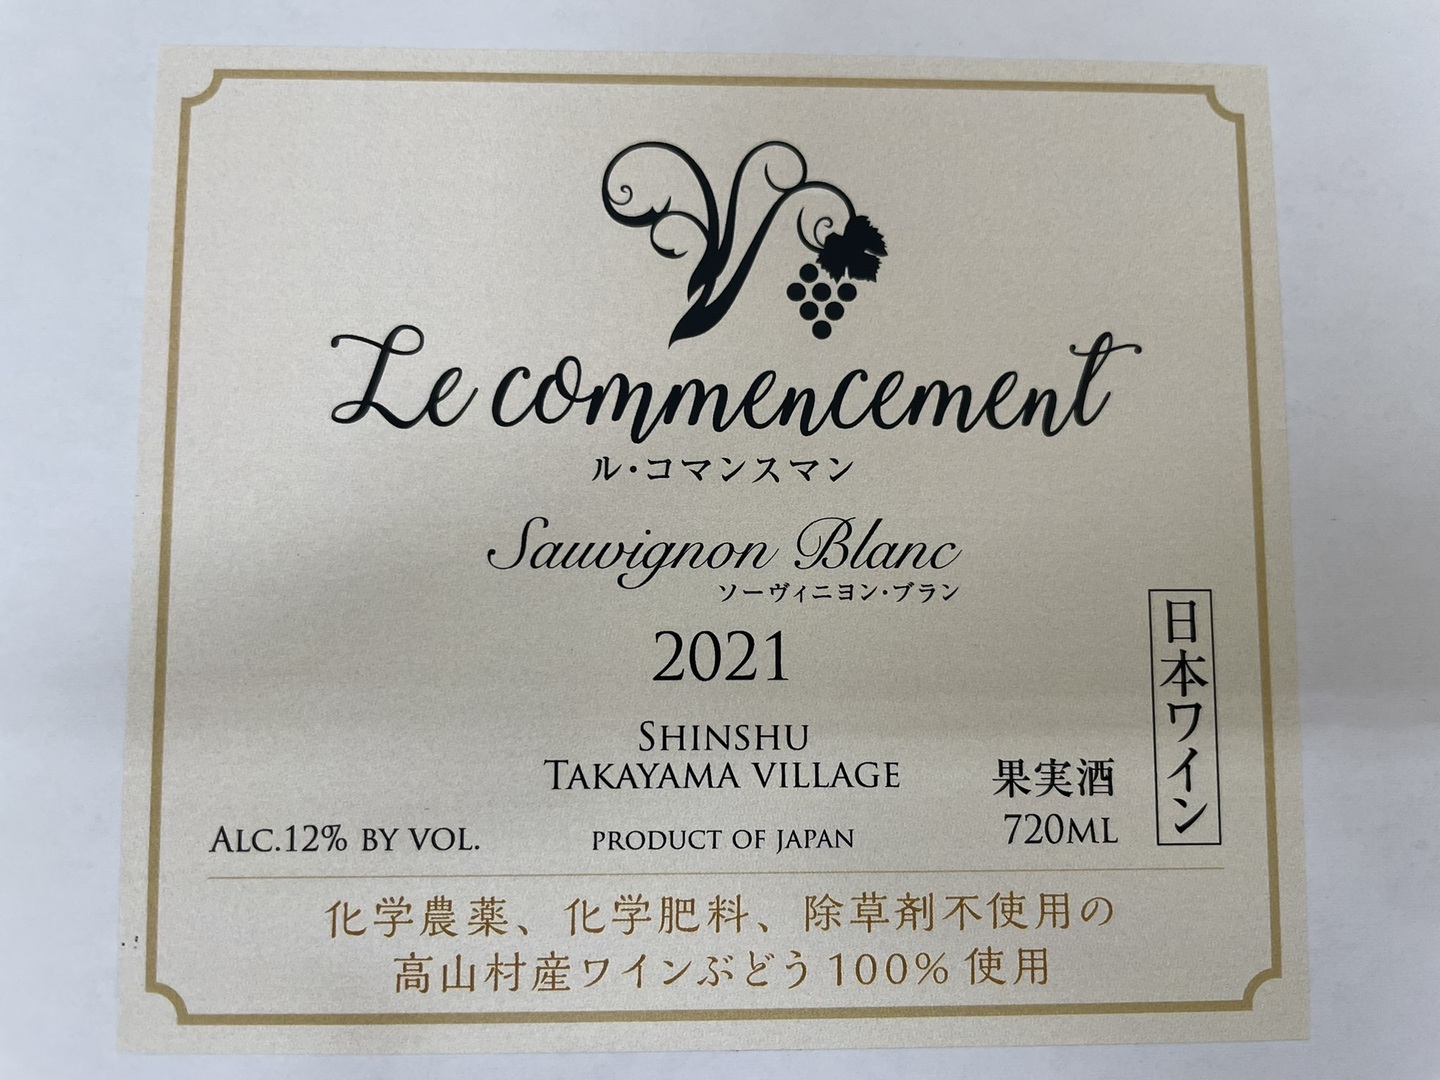 Le commencement
ル・コマンスマン
Sauvignon Blanc
ソーヴィニヨン・ブラン
2021
SHINSHU
TAKAYAMA VILLAGE
ALC.12% BY VOL.
PRODUCT OF JAPAN
果実酒
720ML
日本ワイン
化学農薬、化学肥料、除草剤不使用の
高山村産ワインぶどう100%使用